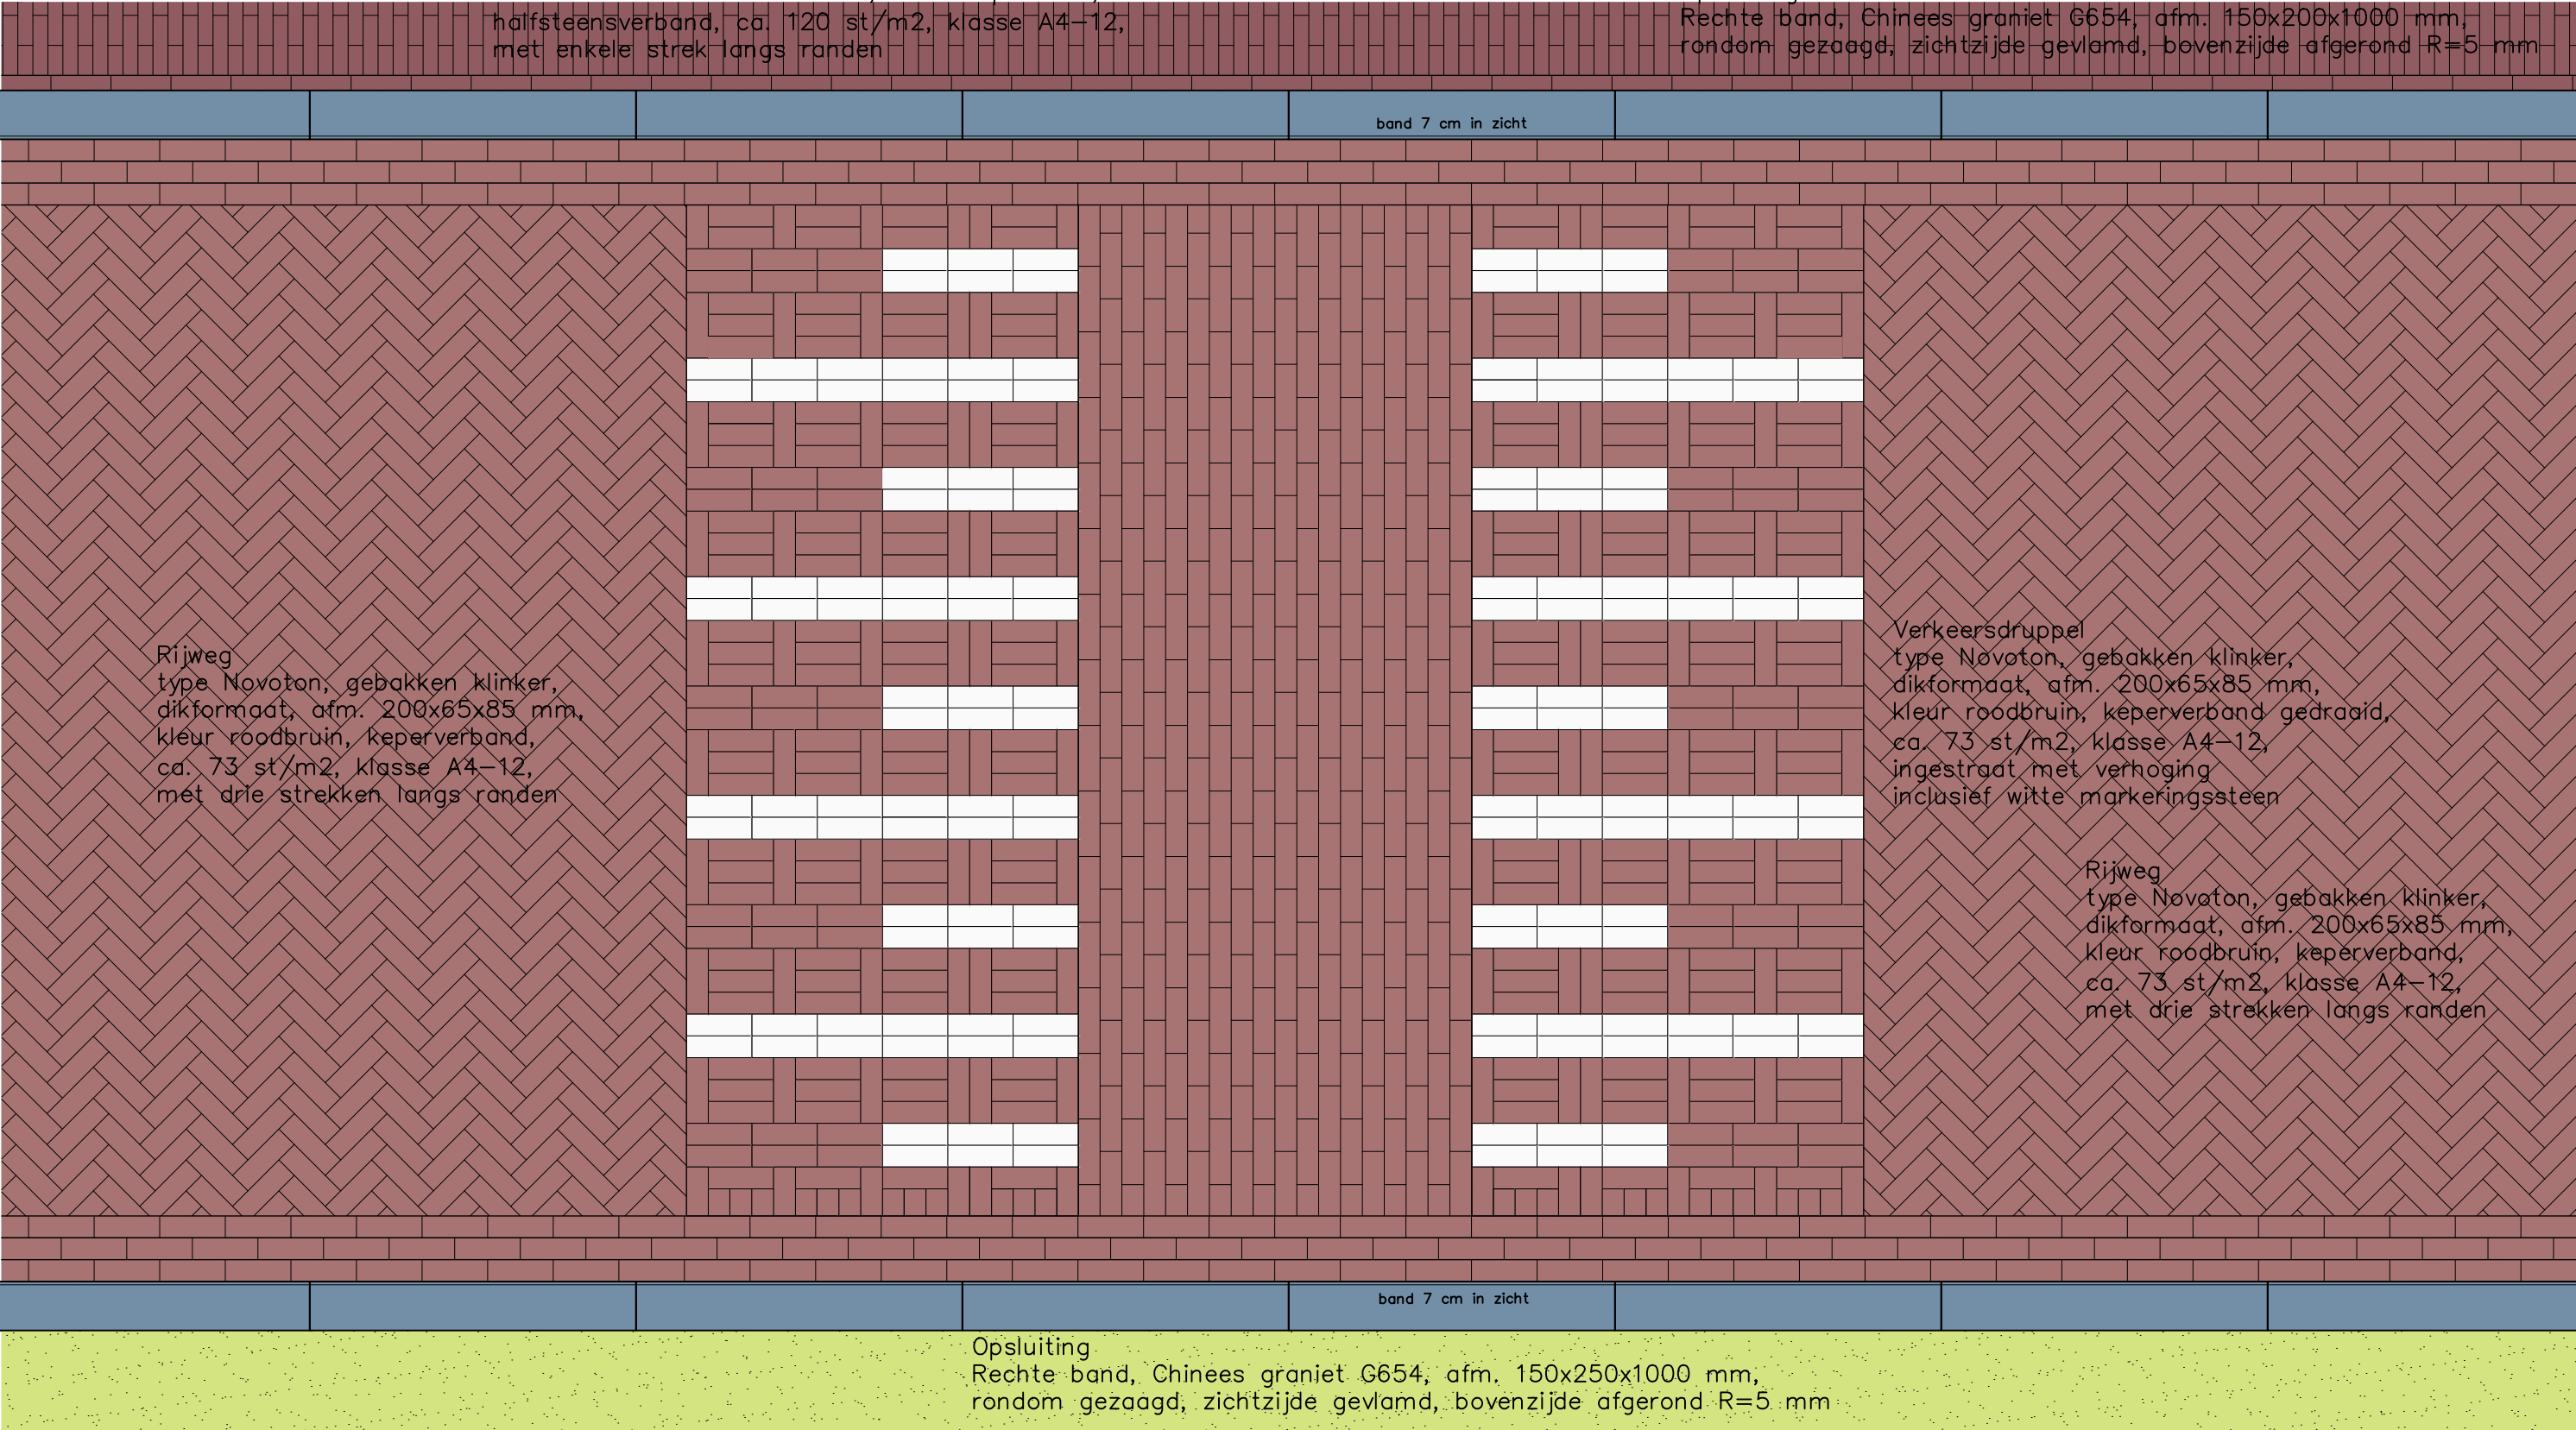 halfsteensverband, ca. 120 st/m2, klasse A4-12,
met enkele strek langs randen
Rechte band, Chinees graniet G654, afm. 150x200x1000 mm,
rondom gezaagd, zichtzijde gevlamd, bovenzijde afgerond R=5 mm
band 7 cm in zicht
Rijweg
type Novoton, gebakken klinker,
dikformaat, afm. 200x65x85 mm,
kleur roodbruin, keperverband,
ca. 73 st/m2, klasse A4-12,
met drie strekken langs randen
Verkeersdruppel
type Novoton, gebakken klinker,
dikformaat, afm. 200x65x85 mm,
kleur roodbruin, keperverband gedraaid,
ca. 73 st/m2, klasse A4-12,
ingestraat met verhoging
inclusief witte markeringssteen
Rijweg
type Novoton, gebakken klinker,
dikformaat, afm. 200x65x85 mm,
kleur roodbruin, keperverband,
ca. 73 st/m2, klasse A4-12,
met drie strekken langs randen
band 7 cm in zicht
Opsluiting
Rechte band, Chinees graniet G654, afm. 150x250x1000 mm,
rondom gezaagd, zichtzijde gevlamd, bovenzijde afgerond R=5 mm